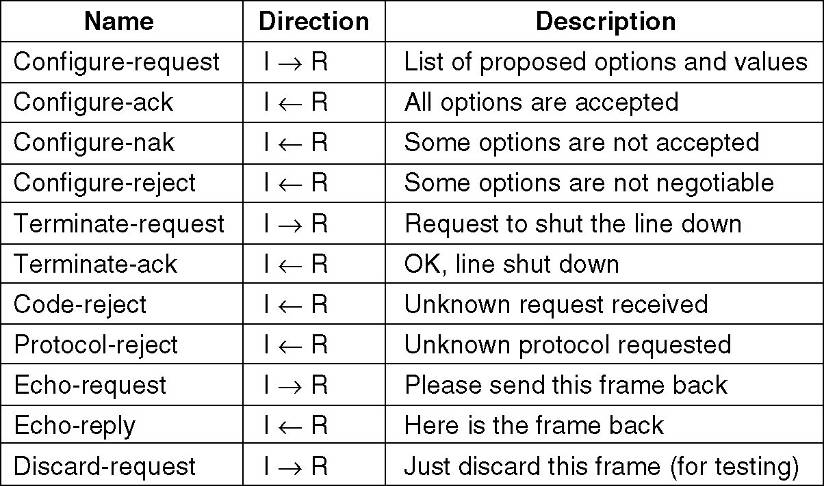 Name Direction Description
Configure-request I → R List of proposed options and values
Configure-ack I ← R All options are accepted
Configure-nak I ← R Some options are not accepted
Configure-reject I ← R Some options are not negotiable
Terminate-request I → R Request to shut the line down
Terminate-ack I ← R OK, line shut down
Code-reject I ← R Unknown request received
Protocol-reject I ← R Unknown protocol requested
Echo-request I → R Please send this frame back
Echo-reply I ← R Here is the frame back
Discard-request I → R Just discard this frame (for testing)